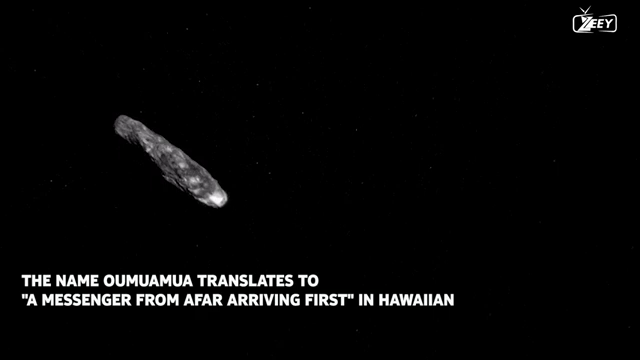 ZEEY
THE NAME OUMUAMUA TRANSLATES TO
"A MESSENGER FROM AFAR ARRIVING FIRST" IN HAWAIIAN